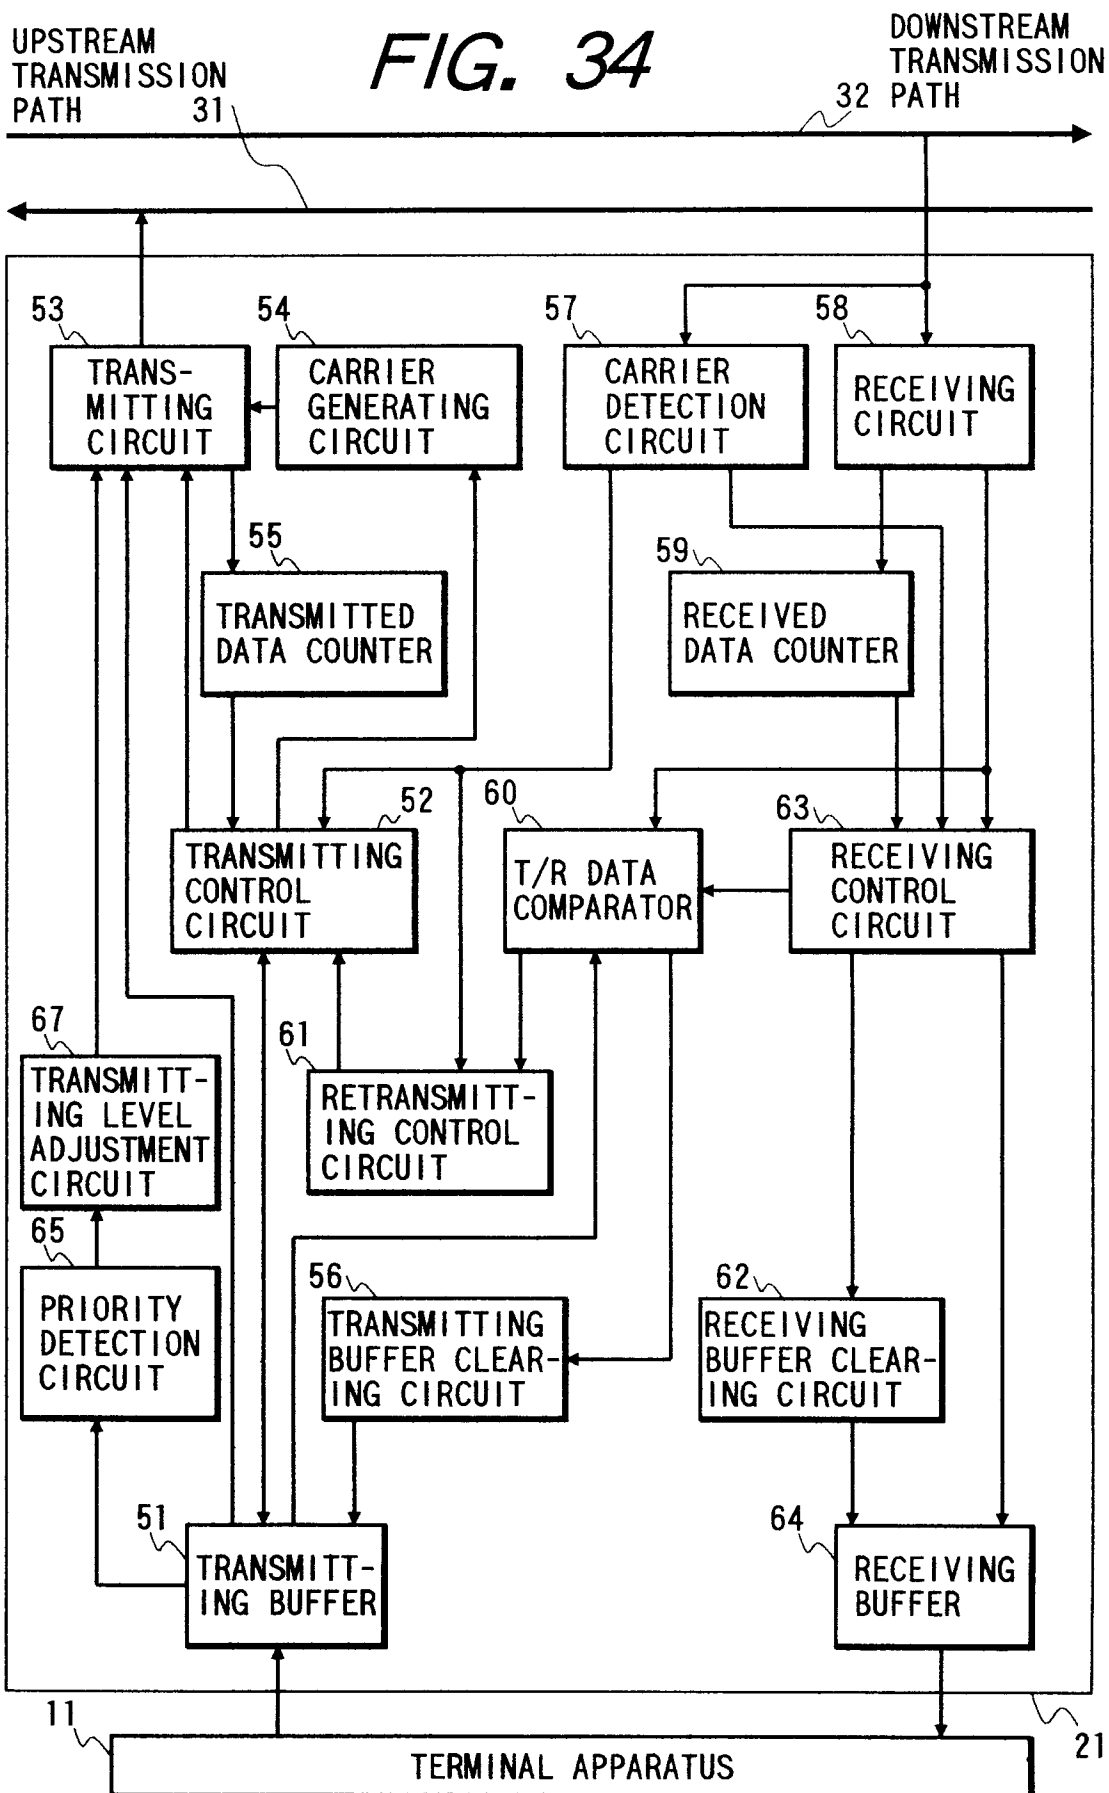 UPSTREAM
TRANSMISSION
PATH
31
FIG. 34
DOWNSTREAM
TRANSMISSION
PATH
32
53
TRANS-
MITTING
CIRCUIT
54
CARRIER
GENERATING
CIRCUIT
57
CARRIER
DETECTION
CIRCUIT
58
RECEIVING
CIRCUIT
55
TRANSMITTED
DATA COUNTER
59
RECEIVED
DATA COUNTER
52
TRANSMITTING
CONTROL
CIRCUIT
60
T/R DATA
COMPARATOR
63
RECEIVING
CONTROL
CIRCUIT
67
TRANSMITT-
ING LEVEL
ADJUSTMENT
CIRCUIT
61
RETRANSMITT-
ING CONTROL
CIRCUIT
65
PRIORITY
DETECTION
CIRCUIT
56
TRANSMITTING
BUFFER CLEAR-
ING CIRCUIT
62
RECEIVING
BUFFER CLEAR-
ING CIRCUIT
51
TRANSMITT-
ING BUFFER
64
RECEIVING
BUFFER
11
TERMINAL APPARATUS
21